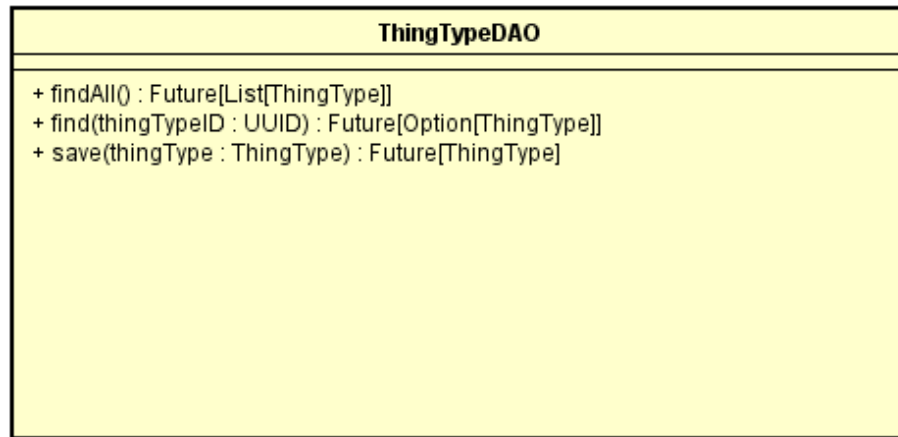 ThingTypeDAO
+ findAll() : Future[List[ThingType]]
+ find(thingTypeID : UUID) : Future[Option[ThingType]]
+ save(thingType : ThingType) : Future[ThingType]